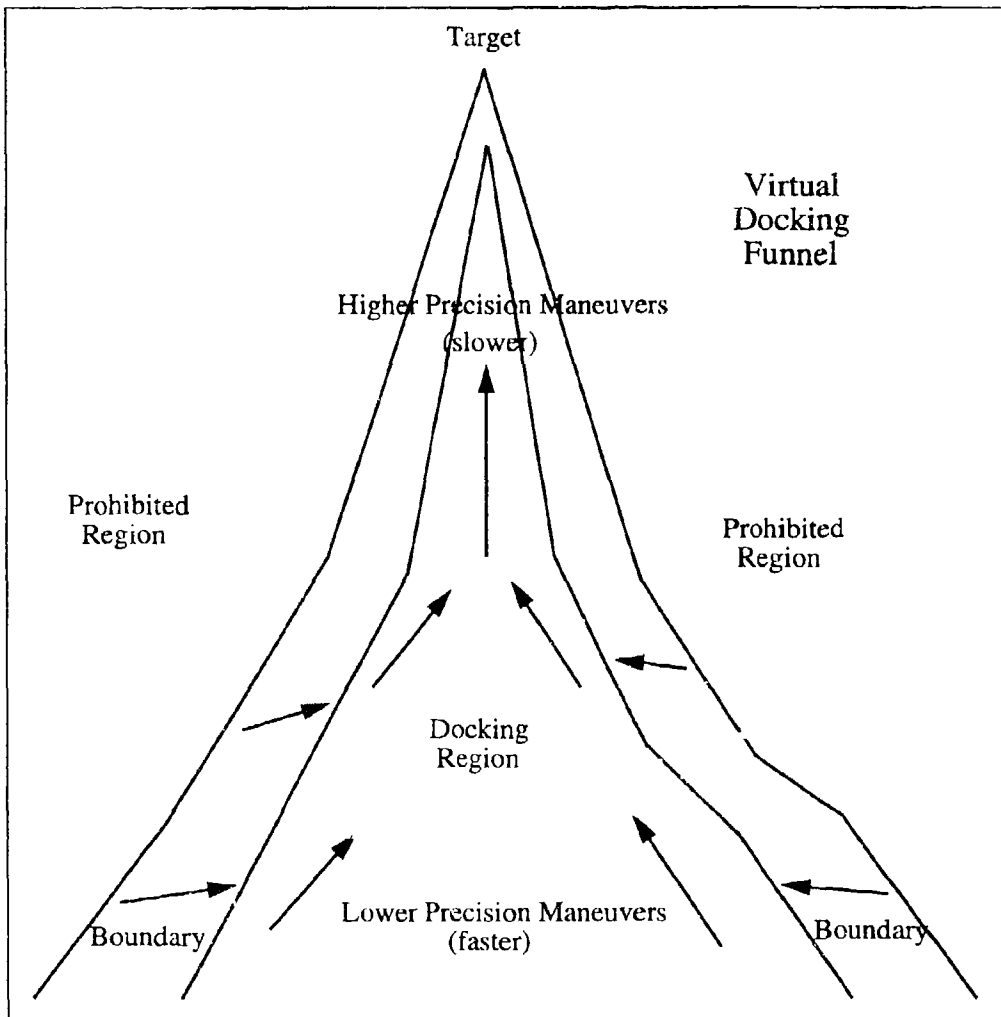 Target
Virtual
Docking
Funnel
Higher Precision Maneuvers
(slower)
Prohibited
Region
Prohibited
Region
Docking
Region
Lower Precision Maneuvers
(faster)
Boundary
Boundary